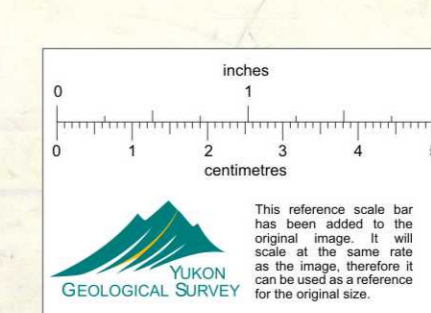 inches
0 1
0 1 2 3 4 5
centimetres
YUKON
GEOLOGICAL SURVEY
This reference scale bar
has been added to the
original image. It will
scale at the same rate
as the image, therefore it
can be used as a reference
for the original size.